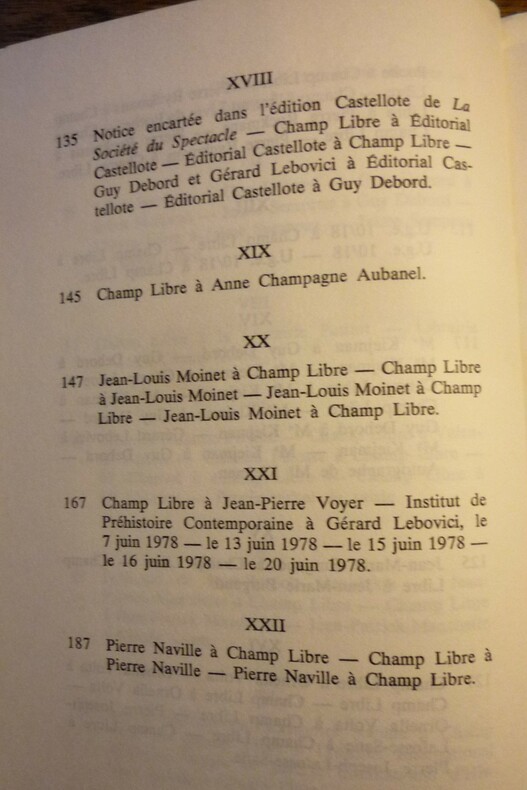 XVIII
135 Notice encartée dans l'édition Castellote de La
Société du Spectacle — Champ Libre à Éditorial
Castellote — Éditorial Castellote à Champ Libre —
Guy Debord et Gérard Lebovici à Éditorial Cas-
tellote — Éditorial Castellote à Guy Debord.
XIX
145 Champ Libre à Anne Champagne Aubanel.
XX
147 Jean-Louis Moinet à Champ Libre — Champ Libre
à Jean-Louis Moinet — Jean-Louis Moinet à Champ
Libre — Jean-Louis Moinet à Champ Libre.
XXI
167 Champ Libre à Jean-Pierre Voyer — Institut de
Préhistoire Contemporaine à Gérard Lebovici, le
7 juin 1978 — le 13 juin 1978 — le 15 juin 1978 —
le 16 juin 1978 — le 20 juin 1978.
XXII
187 Pierre Naville à Champ Libre — Champ Libre à
Pierre Naville — Pierre Naville à Champ Libre.